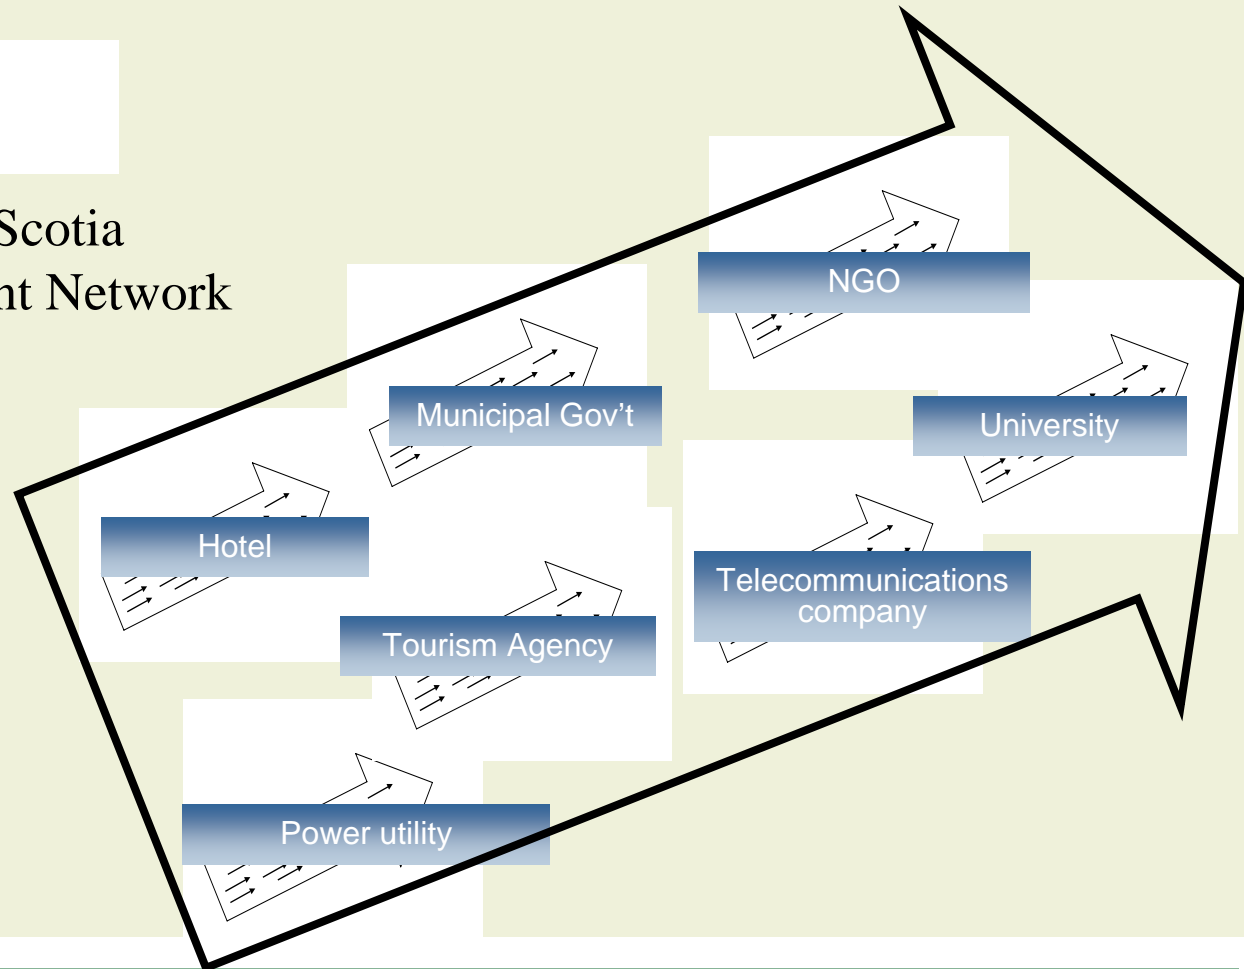 Scotia
nt Network
NGO
Municipal Gov't
University
Hotel
Telecommunications
company
Tourism Agency
Power utility